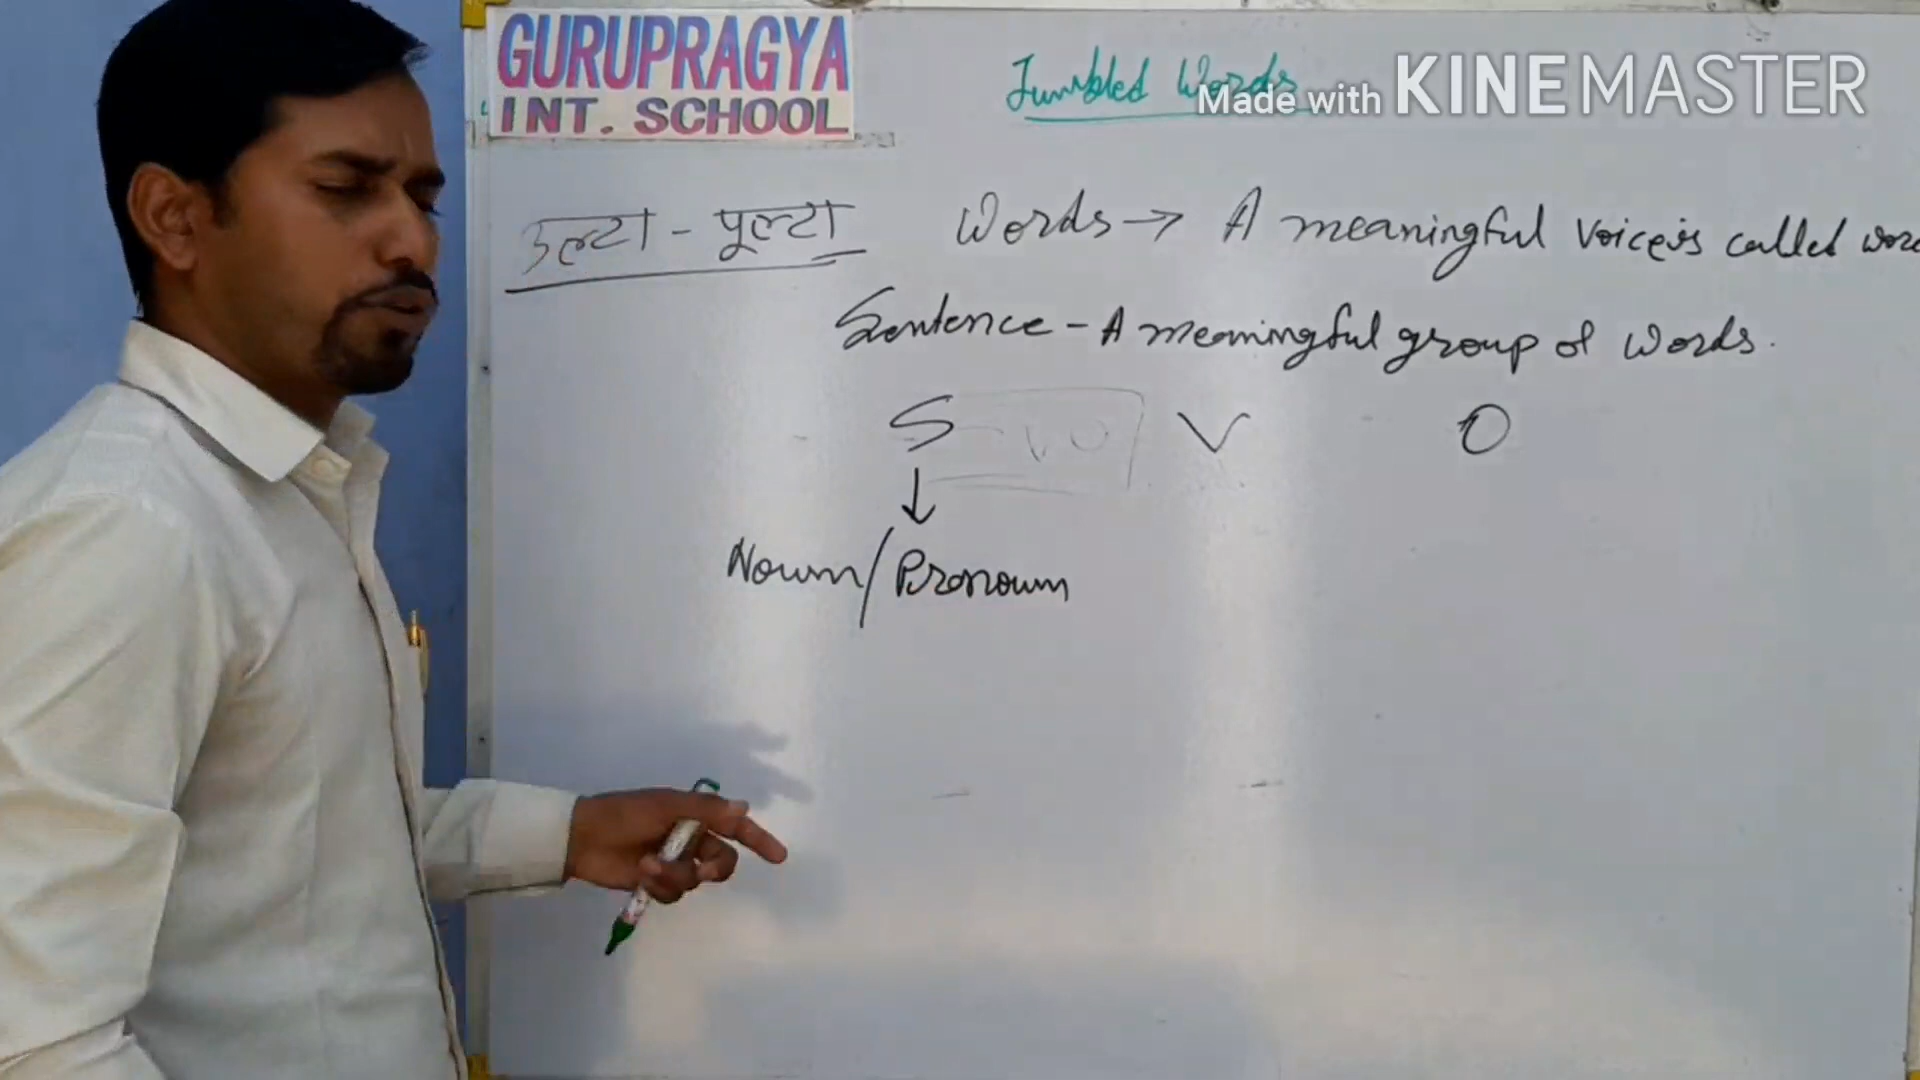 GURUPRAGYA
INT. SCHOOL
Jumbled Words
Made with KINEMASTER
उल्टा - पूल्टा
Words → A meaningful voice is called word
Sentence - A meaningful group of words.
S V O
↓
Noun/Pronoun